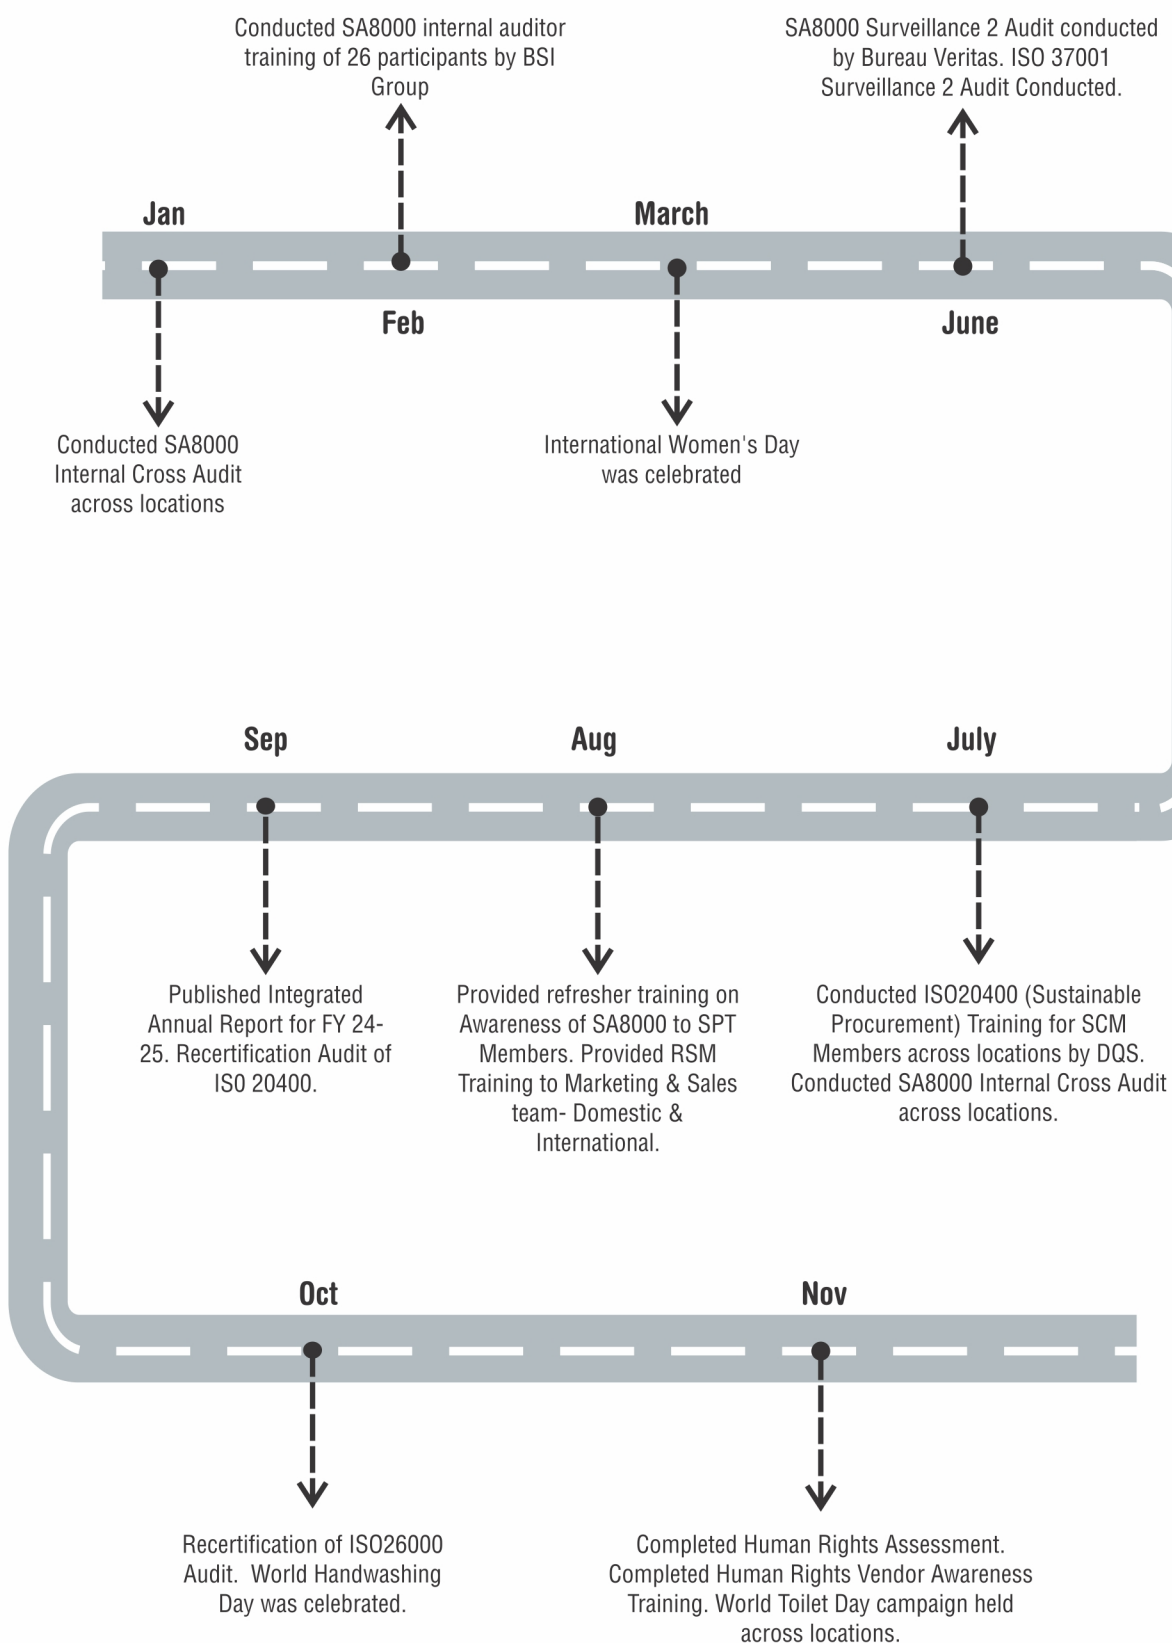 Conducted SA8000 internal auditor
training of 26 participants by BSI
Group
SA8000 Surveillance 2 Audit conducted
by Bureau Veritas. ISO 37001
Surveillance 2 Audit Conducted.
Jan
March
Feb
June
Conducted SA8000
Internal Cross Audit
across locations
International Women's Day
was celebrated
Sep
Aug
July
Published Integrated
Annual Report for FY 24-
25. Recertification Audit of
IS0 20400.
Provided refresher training on
Awareness of SA8000 to SPT
Members. Provided RSM
Training to Marketing & Sales
team- Domestic &
International.
Conducted ISO20400 (Sustainable
Procurement) Training for SCM
Members across locations by DQS.
Conducted SA8000 Internal Cross Audit
across locations.
Oct
Nov
Recertification of ISO26000
Audit.  World Handwashing
Day was celebrated.
Completed Human Rights Assessment.
Completed Human Rights Vendor Awareness
Training. World Toilet Day campaign held
across locations.